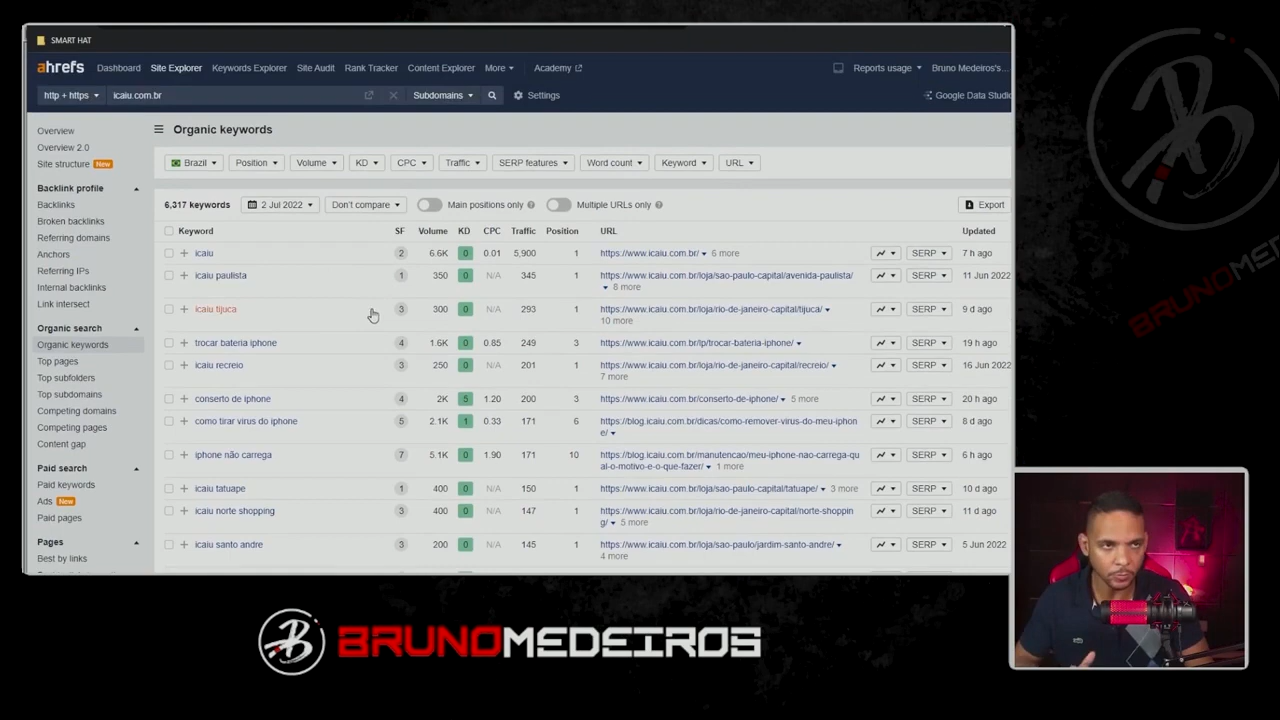 SMART HAT
ahrefs Dashboard Site Explorer Keywords Explorer Site Audit Rank Tracker Content Explorer More Academy Reports usage Bruno Medeiros's...
http + https icaiu.com.br Subdomains Settings Google Data Studio
Overview
Overview 2.0
Site structure New
Backlink profile
Backlinks
Broken backlinks
Referring domains
Anchors
Referring IPs
Internal backlinks
Link intersect
Organic search
Organic keywords
Top pages
Top subfolders
Top subdomains
Competing domains
Competing pages
Content gap
Paid search
Paid keywords
Ads New
Paid pages
Pages
Best by links
Organic keywords
Brazil Position Volume KD CPC Traffic SERP features Word count Keyword URL
6,317 keywords 2 Jul 2022 Don't compare Main positions only Multiple URLs only Export
Keyword SF Volume KD CPC Traffic Position URL Updated
icaiu 2 6.6K 0 0.01 5,900 1 https://www.icaiu.com.br/ 6 more SERP 7 h ago
icaiu paulista 1 350 0 N/A 345 1 https://www.icaiu.com.br/loja/sao-paulo-capital/avenida-paulista/ SERP 11 Jun 2022
8 more
icaiu tijuca 3 300 0 N/A 293 1 https://www.icaiu.com.br/loja/rio-de-janeiro-capital/tijuca/ SERP 9 d ago
10 more
trocar bateria iphone 4 1.6K 0 0.85 249 3 https://www.icaiu.com.br/lp/trocar-bateria-iphone/ SERP 19 h ago
icaiu recreio 3 250 0 N/A 201 1 https://www.icaiu.com.br/loja/rio-de-janeiro-capital/recreio/ SERP 16 Jun 2022
7 more
conserto de iphone 4 2K 5 1.20 200 3 https://www.icaiu.com.br/conserto-de-iphone/ 5 more SERP 20 h ago
como tirar virus do iphone 5 2.1K 1 0.33 171 6 https://blog.icaiu.com.br/dicas/como-remover-virus-do-meu-iphon SERP 8 d ago
e/
iphone não carrega 7 5.1K 0 1.90 171 10 https://blog.icaiu.com.br/manutencao/meu-iphone-nao-carrega-qu SERP 6 h ago
al-o-motivo-e-o-que-fazer/ 1 more
icaiu tatuape 1 400 0 N/A 150 1 https://www.icaiu.com.br/loja/sao-paulo-capital/tatuape/ 3 more SERP 10 d ago
icaiu norte shopping 3 400 0 N/A 147 1 https://www.icaiu.com.br/loja/rio-de-janeiro-capital/norte-shoppin SERP 11 d ago
g/ 5 more
icaiu santo andre 3 200 0 N/A 145 1 https://www.icaiu.com.br/loja/sao-paulo/jardim-santo-andre/ SERP 5 Jun 2022
4 more
BRUNOMEDEIROS
BRUNOMEDE